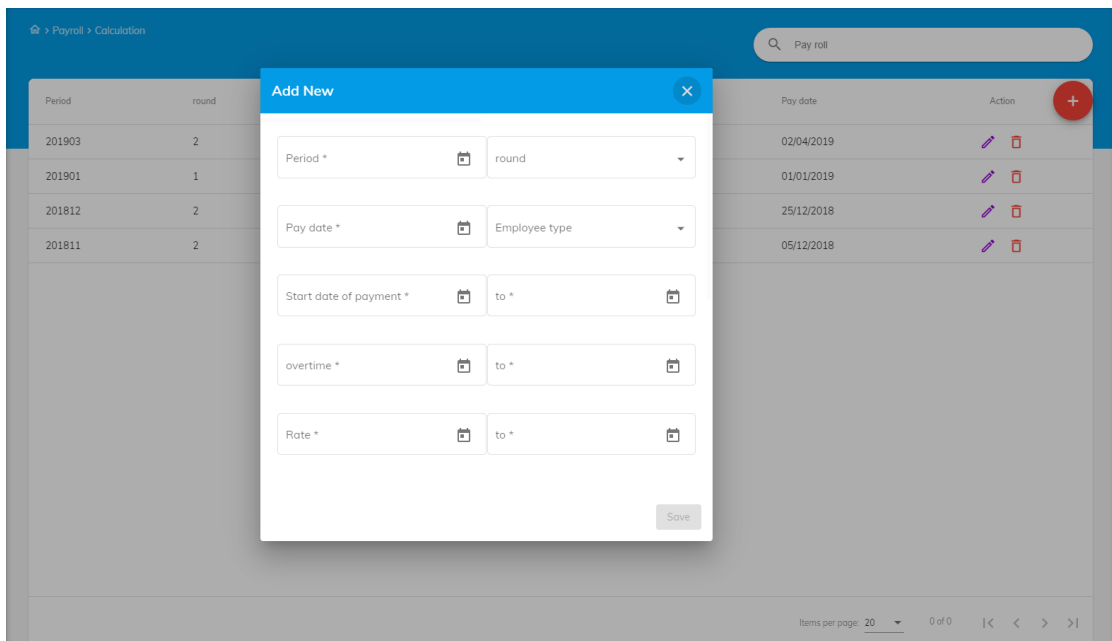 > Payroll > Calculation
Pay roll
Add New
Period round Pay date Action
201903 2 02/04/2019
201901 1 01/01/2019
201812 2 25/12/2018
201811 2 05/12/2018
Period * round
Pay date * Employee type
Start date of payment * to *
overtime * to *
Rate * to *
Save
Items per page: 20 0 of 0